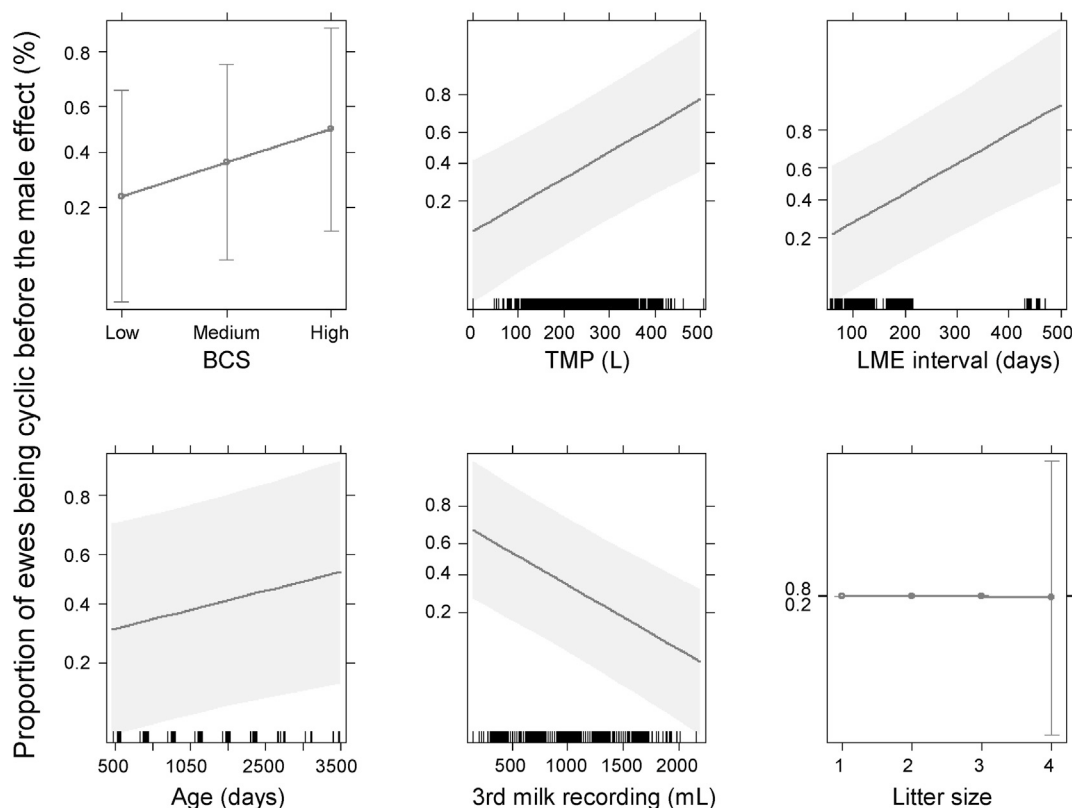 Proportion of ewes being cyclic before the male effect (%)
0.8
0.6
0.4
0.2
Low Medium High
BCS
0.8
0.6
0.4
0.2
0 100 200 300 400 500
TMP (L)
0.8
0.6
0.4
0.2
100 200 300 400 500
LME interval (days)
0.8
0.6
0.4
0.2
500 1050 2500 3500
Age (days)
0.8
0.6
0.4
0.2
500 1000 1500 2000
3rd milk recording (mL)
0.8
0.2
1 2 3 4
Litter size